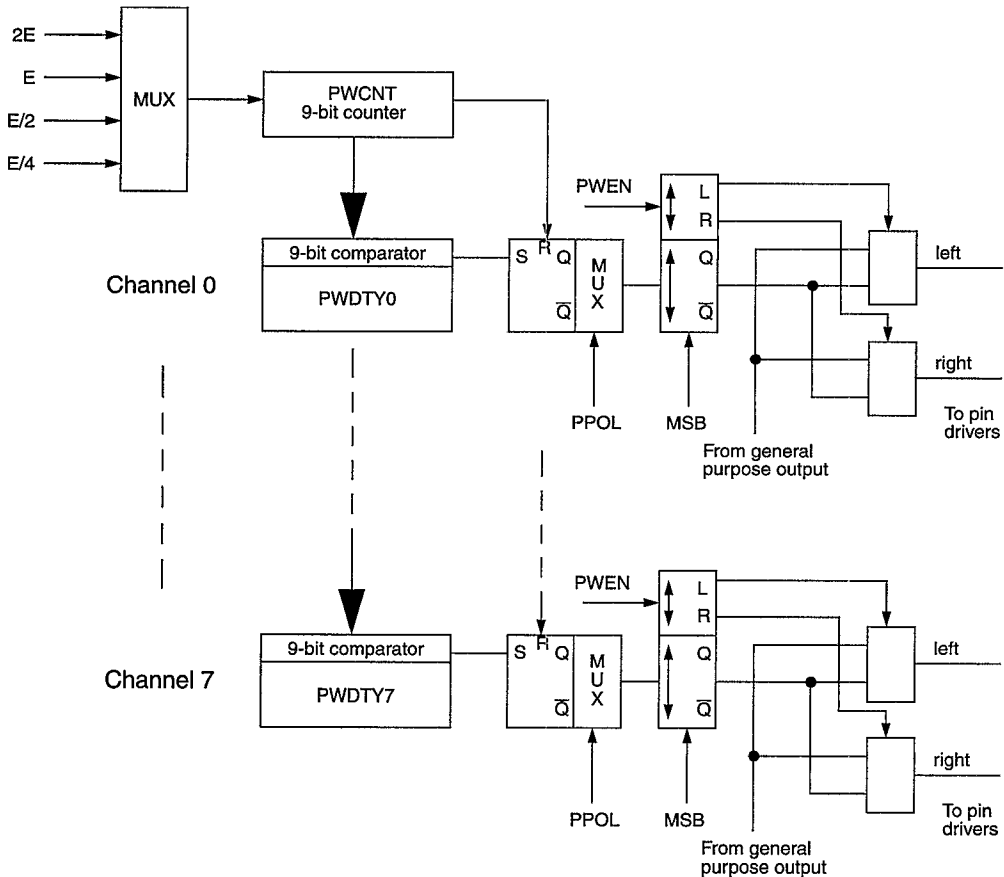 2E
E
E/2
E/4
MUX
PWCNT
9-bit counter
PWEN
L
R
9-bit comparator
PWDTY0
Channel 0
S
R
Q
Q̅
MUX
Q
Q̅
left
right
PPOL
MSB
From general
purpose output
To pin
drivers
PWEN
L
R
9-bit comparator
PWDTY7
Channel 7
S
R
Q
Q̅
MUX
Q
Q̅
left
right
PPOL
MSB
From general
purpose output
To pin
drivers